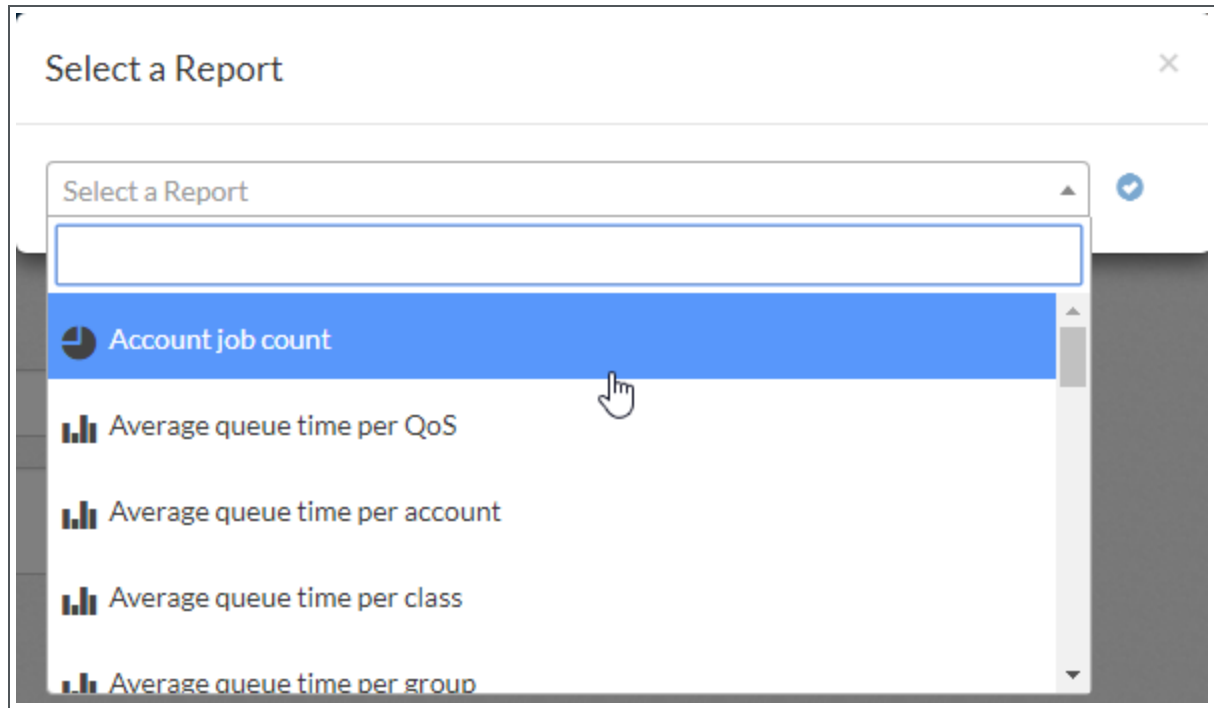 Select a Report
Select a Report
Account job count
Average queue time per QoS
Average queue time per account
Average queue time per class
Average queue time per group